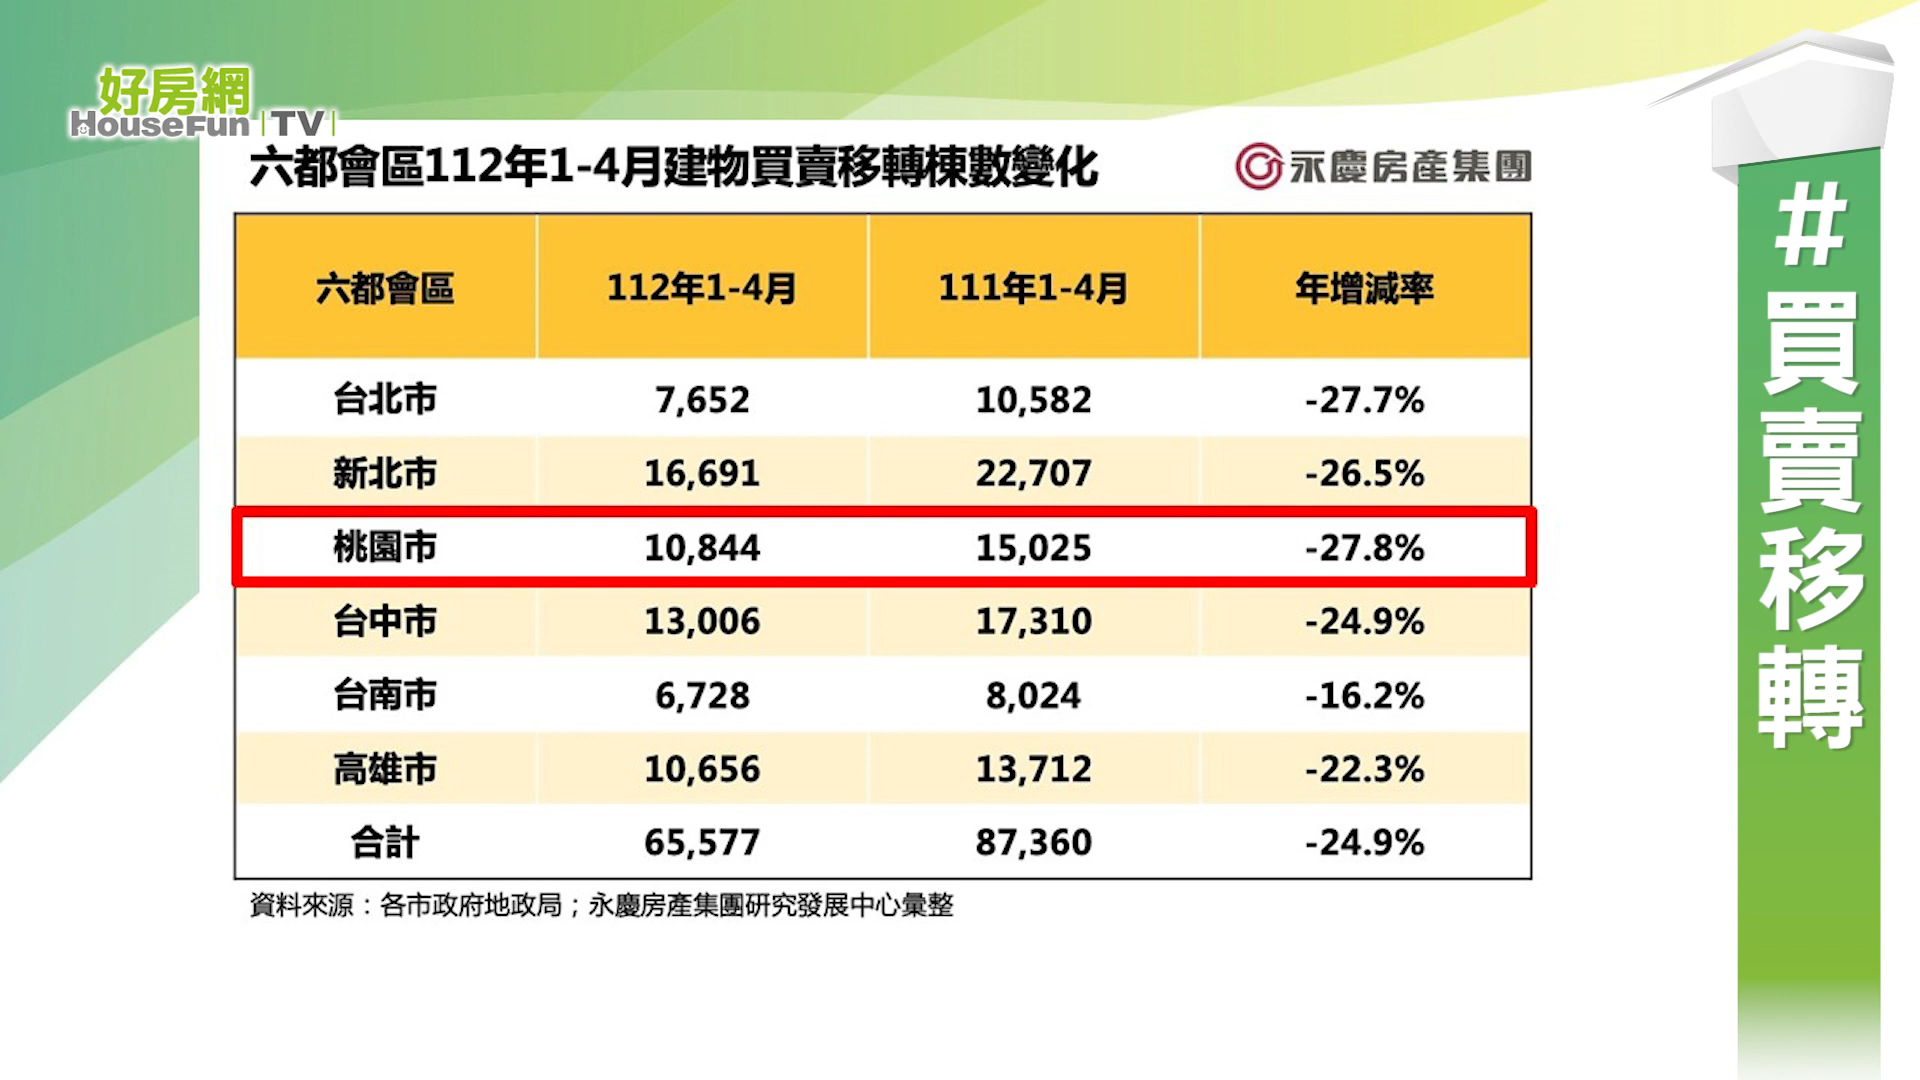 好房網
HouseFun TV
六都會區112年1-4月建物買賣移轉棟數變化
永慶房產集團
六都會區 112年1-4月 111年1-4月 年增減率
台北市 7,652 10,582 -27.7%
新北市 16,691 22,707 -26.5%
桃園市 10,844 15,025 -27.8%
台中市 13,006 17,310 -24.9%
台南市 6,728 8,024 -16.2%
高雄市 10,656 13,712 -22.3%
合計 65,577 87,360 -24.9%
資料來源：各市政府地政局；永慶房產集團研究發展中心彙整
#買賣移轉